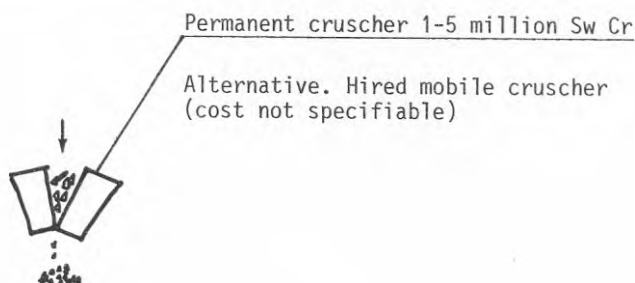 Permanent cruscher 1-5 million Sw Cr
Alternative. Hired mobile cruscher
(cost not specifiable)